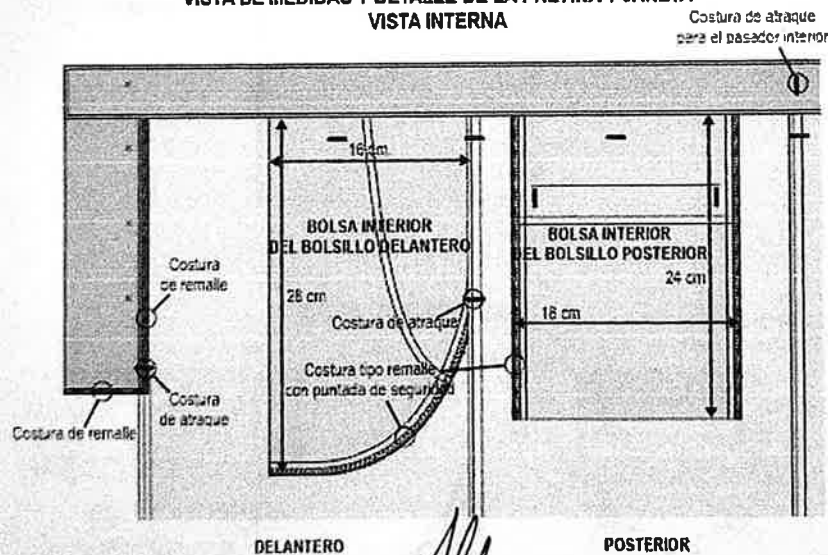 VISTA INTERNA
Costura de atraque
para el pasador interior
16 cm
BOLSA INTERIOR
DEL BOLSILLO DELANTERO
BOLSA INTERIOR
DEL BOLSILLO POSTERIOR
24 cm
Costura
de remalle
28 cm
18 cm
Costura de atraque
Costura tipo remalle
con puntada de seguridad
Costura
de atraque
Costura de remalle
DELANTERO
POSTERIOR